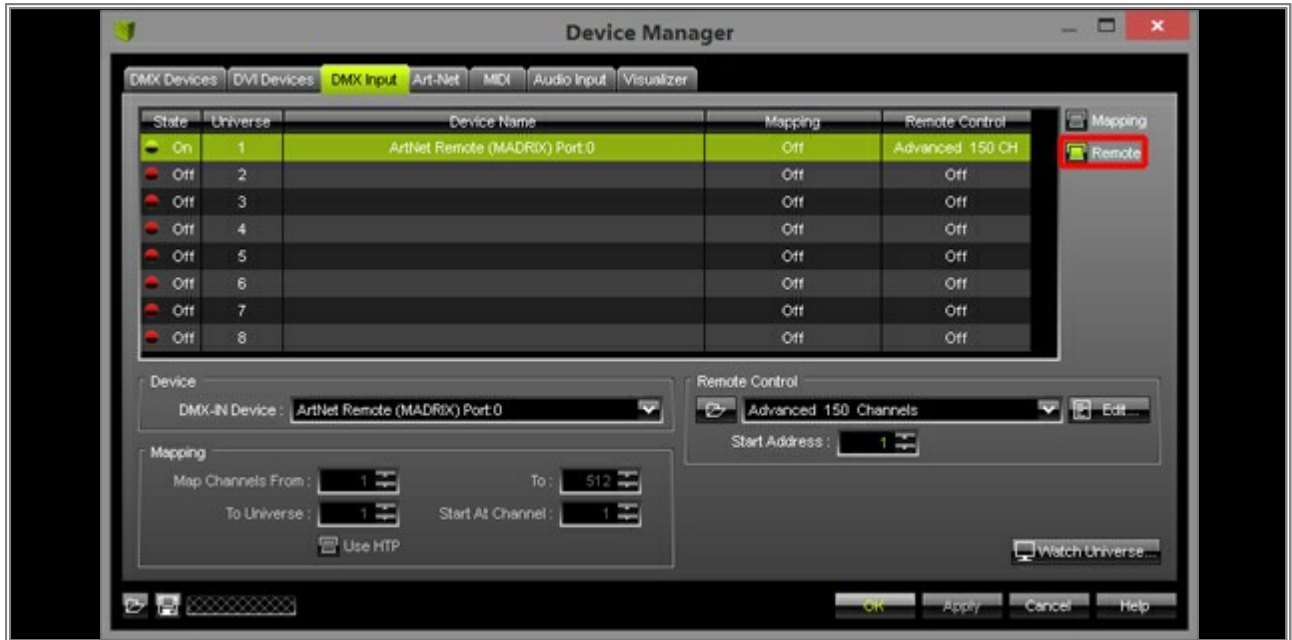 Device Manager
DMX Devices DVI Devices DMX Input Art-Net MIDI Audio Input Visualizer
State Universe Device Name Mapping Remote Control Mapping
On 1 ArtNet Remote (MADRIX) Port:0 Off Advanced 150 CH Remote
Off 2 Off Off
Off 3 Off Off
Off 4 Off Off
Off 5 Off Off
Off 6 Off Off
Off 7 Off Off
Off 8 Off Off
Device Remote Control
DMX-IN Device : ArtNet Remote (MADRIX) Port:0 Advanced 150 Channels Edit...
Start Address : 1
Mapping
Map Channels From : 1 To : 512
To Universe : 1 Start At Channel : 1
Use HTP
Watch Universe...
OK Apply Cancel Help